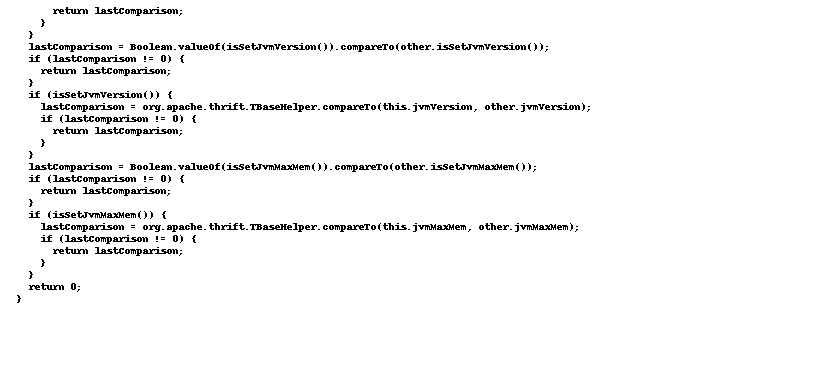 return lastComparison;
    }
  }
  lastComparison = Boolean.valueOf(isSetJvmVersion()).compareTo(other.isSetJvmVersion());
  if (lastComparison != 0) {
    return lastComparison;
  }
  if (isSetJvmVersion()) {
    lastComparison = org.apache.thrift.TBaseHelper.compareTo(this.jvmVersion, other.jvmVersion);
    if (lastComparison != 0) {
      return lastComparison;
    }
  }
  lastComparison = Boolean.valueOf(isSetJvmMaxMem()).compareTo(other.isSetJvmMaxMem());
  if (lastComparison != 0) {
    return lastComparison;
  }
  if (isSetJvmMaxMem()) {
    lastComparison = org.apache.thrift.TBaseHelper.compareTo(this.jvmMaxMem, other.jvmMaxMem);
    if (lastComparison != 0) {
      return lastComparison;
    }
  }
  return 0;
}